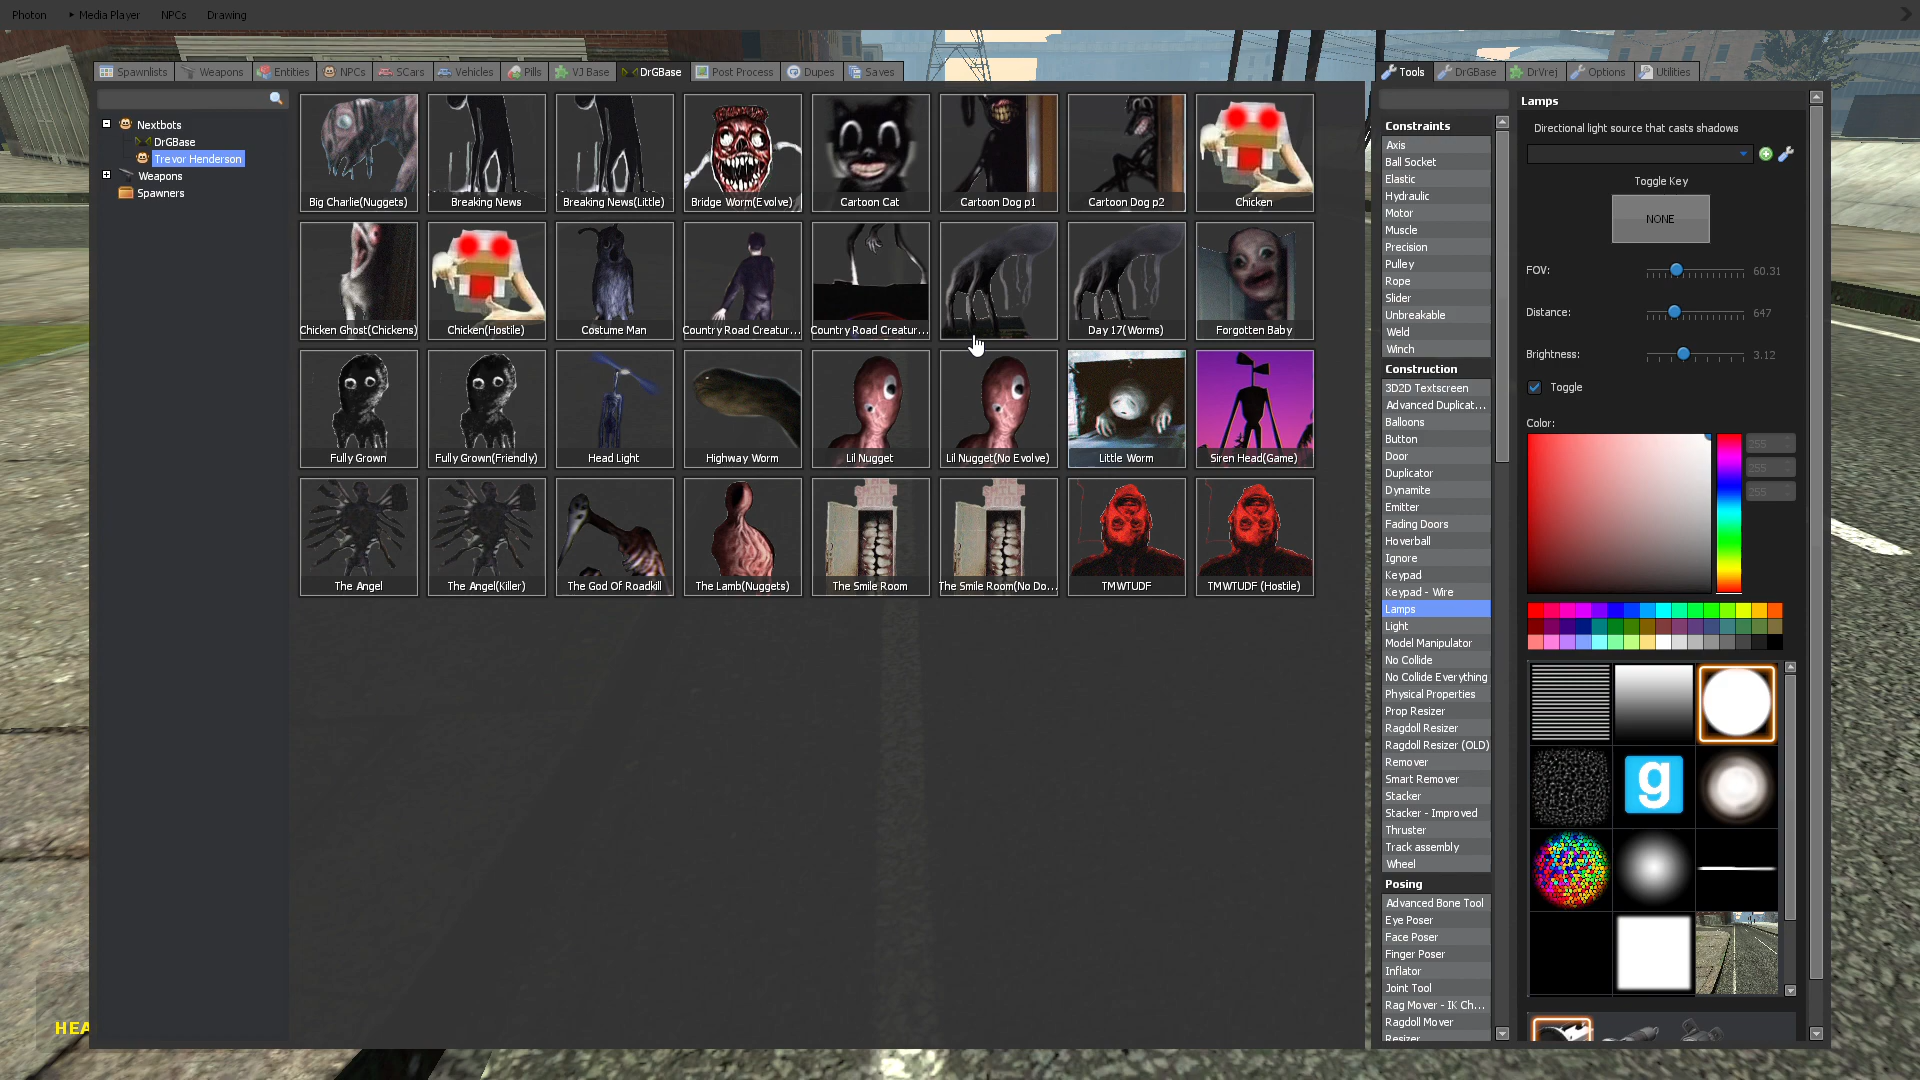 Photon
Media Player
NPCs
Drawing
Spawnlists
Weapons
Entities
NPCs
SCars
Vehicles
Pills
VJ Base
DrGBase
Post Process
Dupes
Saves
Nextbots
DrGBase
Trevor Henderson
Weapons
Spawners
Big Charlie(Nuggets)
Breaking News
Breaking News(Little)
Bridge Worm(Evolve)
Cartoon Cat
Cartoon Dog p1
Cartoon Dog p2
Chicken
Chicken Ghost(Chickens)
Chicken(Hostile)
Costume Man
Country Road Creatur...
Country Road Creatur...
Day 17(Worms)
Forgotten Baby
Fully Grown
Fully Grown(Friendly)
Head Light
Highway Worm
Lil Nugget
Lil Nugget(No Evolve)
Little Worm
Siren Head(Game)
The Angel
The Angel(Killer)
The God Of Roadkill
The Lamb(Nuggets)
The Smile Room
The Smile Room(No Do...
TMWTUDF
TMWTUDF (Hostile)
HEA
Tools
DrGBase
DrVrej
Options
Utilities
Constraints
Axis
Ball Socket
Elastic
Hydraulic
Motor
Muscle
Precision
Pulley
Rope
Slider
Unbreakable
Weld
Winch
Construction
3D2D Textscreen
Advanced Duplicat...
Balloons
Button
Door
Duplicator
Dynamite
Emitter
Fading Doors
Hoverball
Ignore
Keypad
Keypad - Wire
Lamps
Light
Model Manipulator
No Collide
No Collide Everything
Physical Properties
Prop Resizer
Ragdoll Resizer
Ragdoll Resizer (OLD)
Remover
Smart Remover
Stacker
Stacker - Improved
Thruster
Track assembly
Wheel
Posing
Advanced Bone Tool
Eye Poser
Face Poser
Finger Poser
Inflator
Joint Tool
Rag Mover - IK Ch...
Ragdoll Mover
Resizer
Lamps
Directional light source that casts shadows
Toggle Key
NONE
FOV: 60.31
Distance: 647
Brightness: 3.12
Toggle
Color:
255
255
255
g